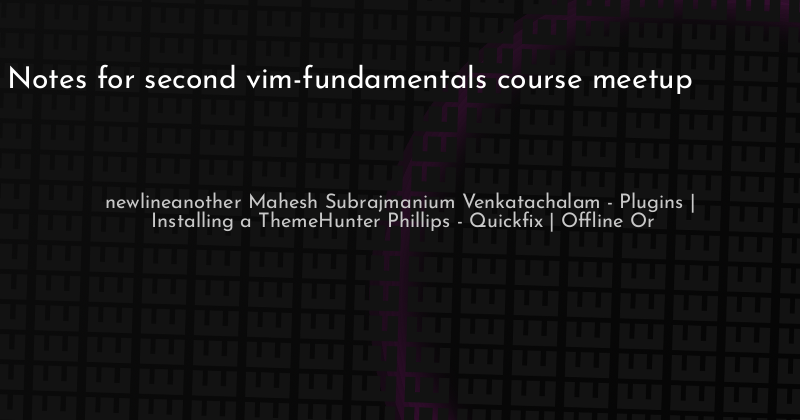 Notes for second vim-fundamentals course meetup
newlineanother Mahesh Subrajmanium Venkatachalam - Plugins |
Installing a ThemeHunter Phillips - Quickfix | Offline Or